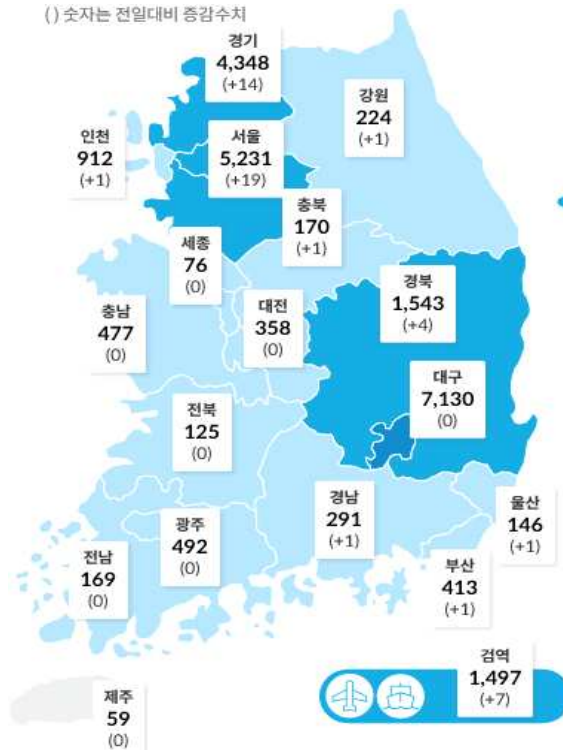 ( ) 숫자는 전일대비 증감수치
경기
4,348
(+14)
강원
224
(+1)
인천
912
(+1)
서울
5,231
(+19)
충북
170
(+1)
세종
76
(0)
경북
1,543
(+4)
대전
358
(0)
충남
477
(0)
대구
7,130
(0)
전북
125
(0)
경남
291
(+1)
울산
146
(+1)
광주
492
(0)
전남
169
(0)
부산
413
(+1)
검역
1,497
(+7)
제주
59
(0)